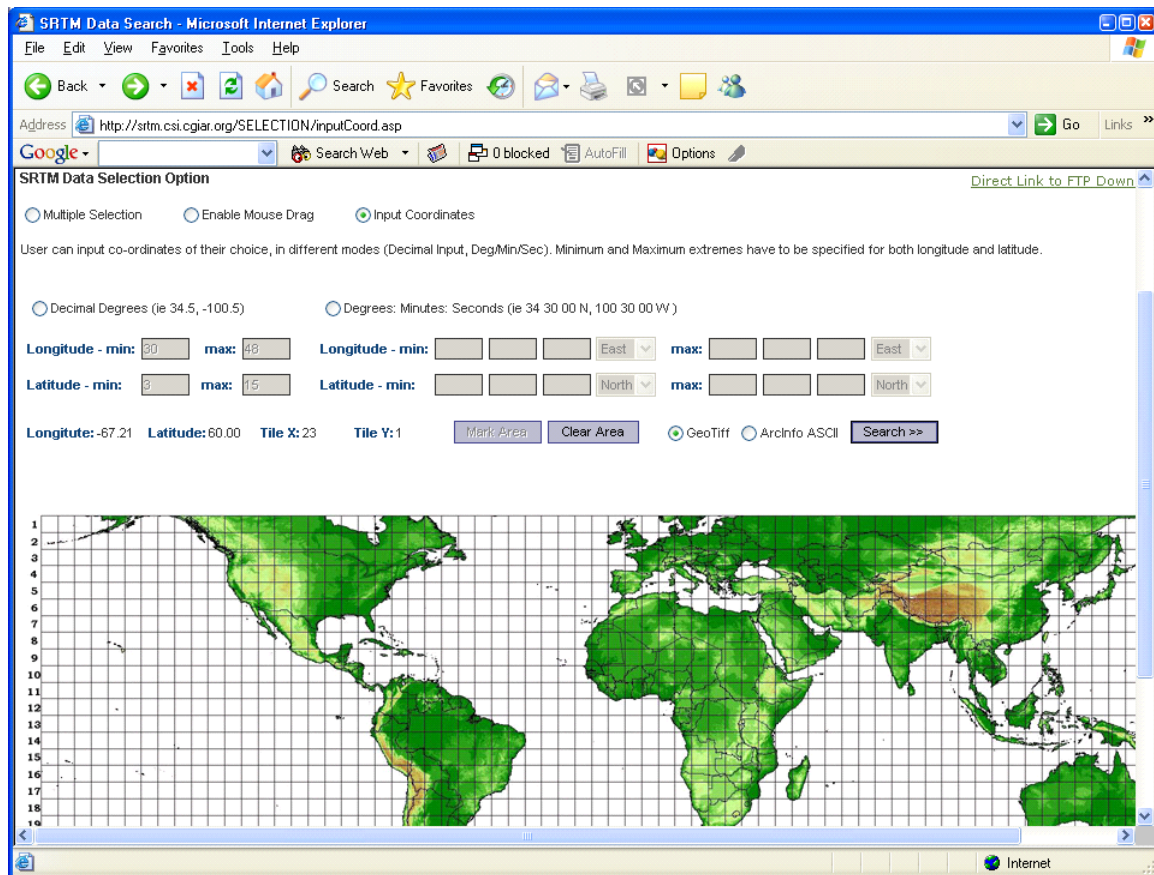 SRTM Data Search - Microsoft Internet Explorer
File Edit View Favorites Tools Help
Back Search Favorites
Address http://srtm.csi.cgiar.org/SELECTION/inputCoord.asp Go Links »
Google Search Web 0 blocked AutoFill Options
SRTM Data Selection Option Direct Link to FTP Down
Multiple Selection Enable Mouse Drag Input Coordinates
User can input co-ordinates of their choice, in different modes (Decimal Input, Deg/Min/Sec). Minimum and Maximum extremes have to be specified for both longitude and latitude.
Decimal Degrees (ie 34.5, -100.5) Degrees: Minutes: Seconds (ie 34 30 00 N, 100 30 00 W )
Longitude - min: 30 max: 48 Longitude - min: East max: East
Latitude - min: 3 max: 15 Latitude - min: North max: North
Longitute: -67.21 Latitude: 60.00 Tile X: 23 Tile Y: 1 Mark Area Clear Area GeoTiff ArcInfo ASCII Search >>
1
2
3
4
5
6
7
8
9
10
11
12
13
14
15
16
17
18
19
Internet